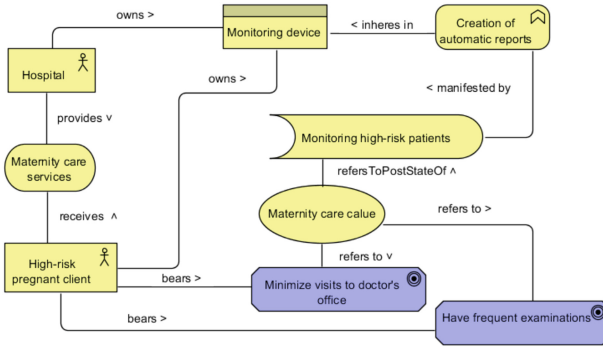 owns >
Monitoring device
< inheres in
Creation of
automatic reports
Hospital
owns >
< manifested by
provides ˅
Monitoring high-risk patients
Maternity care
services
refersToPostStateOf ˄
receives ˄
Maternity care calue
refers to >
High-risk
pregnant client
refers to ˅
bears >
Minimize visits to doctor's
office
bears >
Have frequent examinations